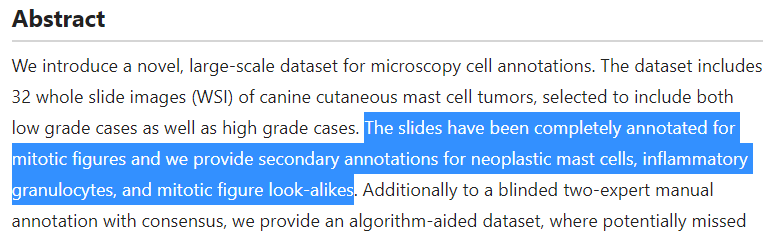 Abstract
We introduce a novel, large-scale dataset for microscopy cell annotations. The dataset includes
32 whole slide images (WSI) of canine cutaneous mast cell tumors, selected to include both
low grade cases as well as high grade cases. The slides have been completely annotated for
mitotic figures and we provide secondary annotations for neoplastic mast cells, inflammatory
granulocytes, and mitotic figure look-alikes. Additionally to a blinded two-expert manual
annotation with consensus, we provide an algorithm-aided dataset, where potentially missed